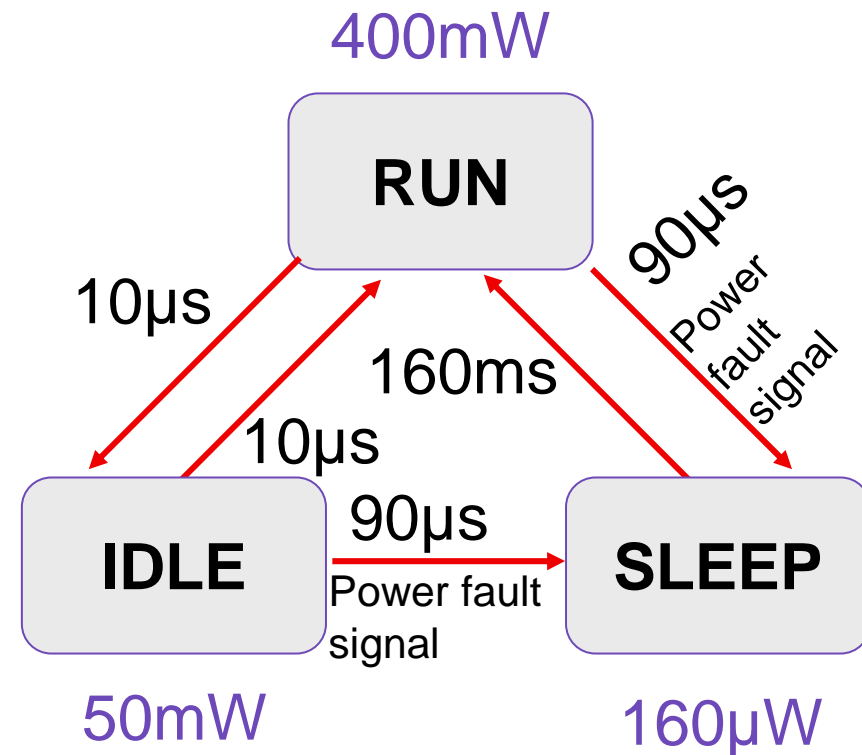 400mW
RUN
90µs
Power
fault
signal
10µs
160ms
10µs
90µs
IDLE
SLEEP
Power fault
signal
50mW
160µW